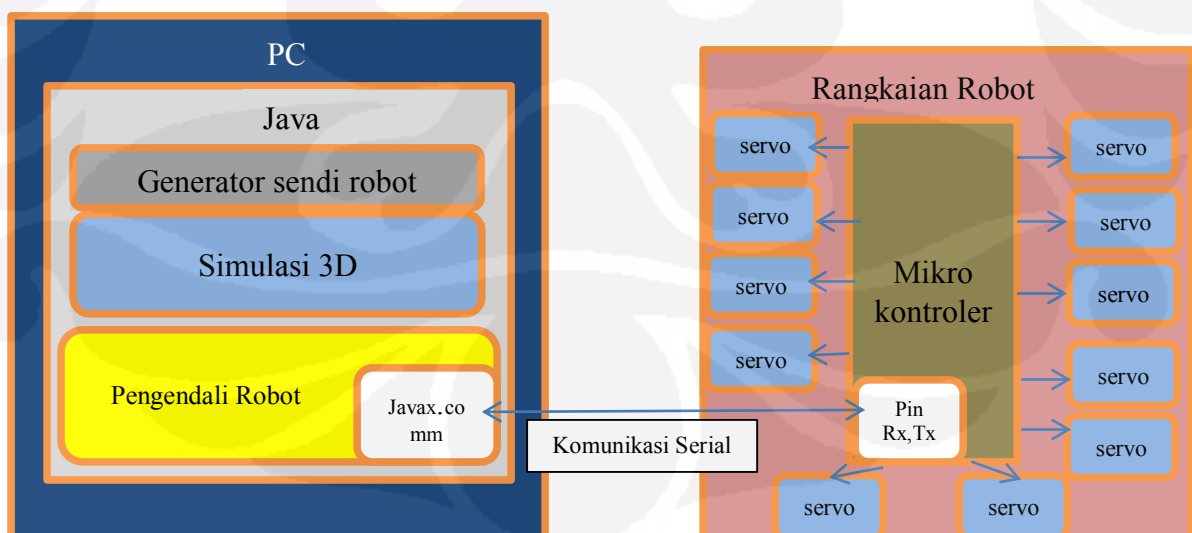 PC
Java
Generator sendi robot
Simulasi 3D
Pengendali Robot
Javax.co
mm
Komunikasi Serial
Rangkaian Robot
servo
servo
servo
servo
Mikro
kontroler
Pin
Rx,Tx
servo
servo
servo
servo
servo
servo
servo